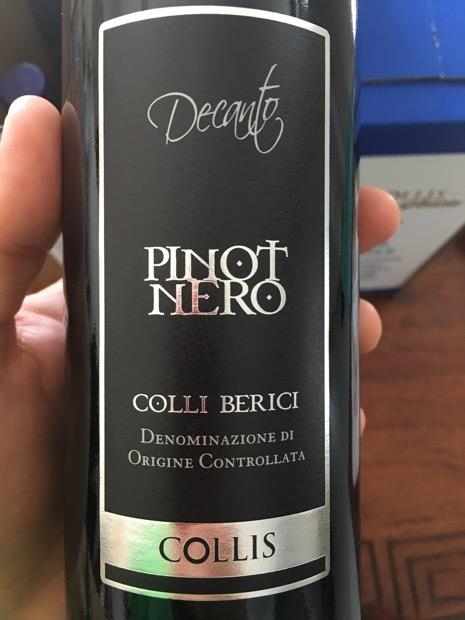 Decanto
PINOT
NERO
COLLI BERICI
DENOMINAZIONE DI
ORIGINE CONTROLLATA
COLLIS